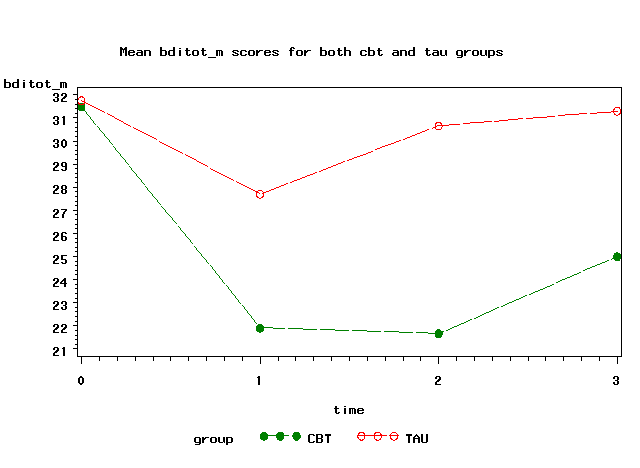 Mean bditot_m scores for both cbt and tau groups
bditot_m
32
31
30
29
28
27
26
25
24
23
22
21
0 1 2 3
time
group CBT TAU